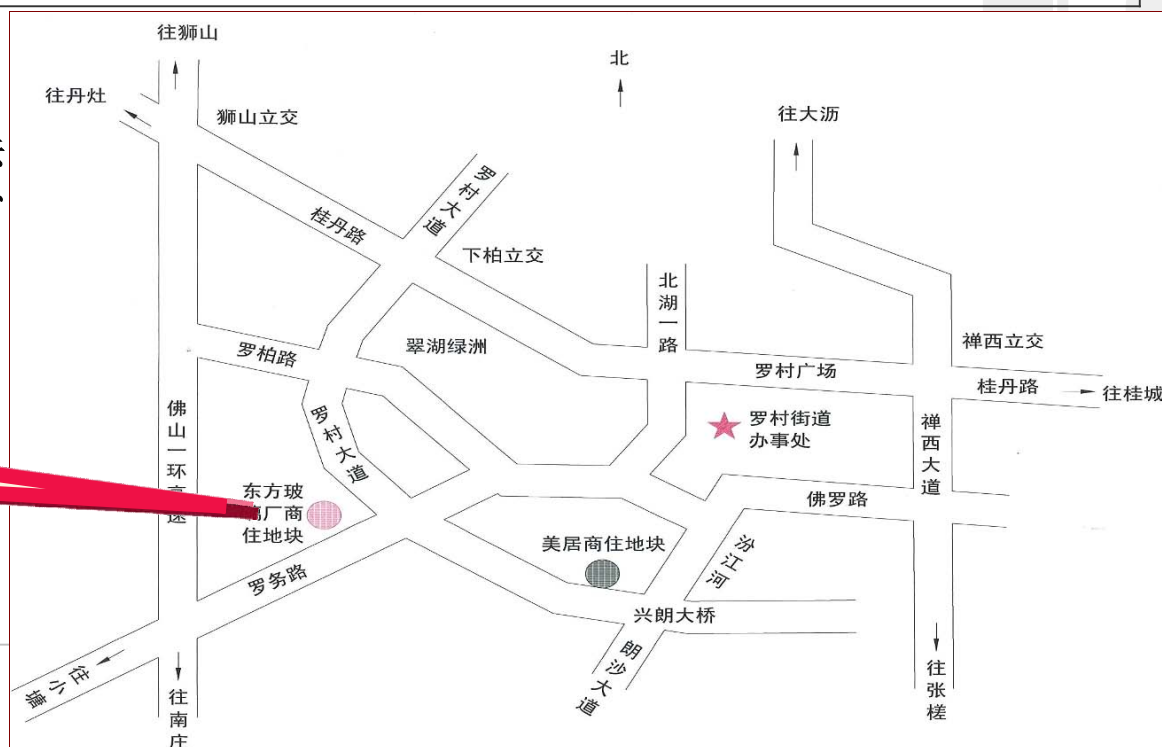 往狮山
北
往丹灶
狮山立交
往大沥
罗村大道
桂丹路
下柏立交
北湖一路
禅西立交
翠湖绿洲
罗柏路
罗村广场
桂丹路
往桂城
佛山一环高速
罗村大道
罗村街道
办事处
禅西大道
东方玻
璃厂商
住地块
佛罗路
美居商住地块
汾江河
罗务路
兴朗大桥
朗沙大道
往小塘
往南庄
往张槎